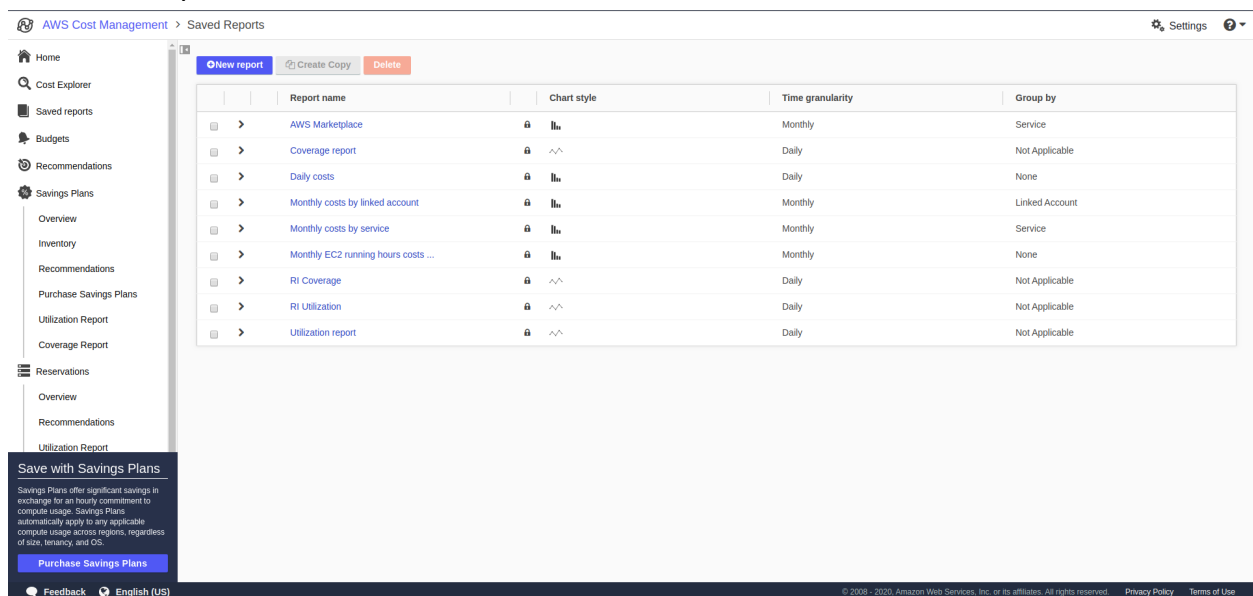 AWS Cost Management > Saved Reports
Settings
Home
Cost Explorer
Saved reports
Budgets
Recommendations
Savings Plans
Overview
Inventory
Recommendations
Purchase Savings Plans
Utilization Report
Coverage Report
Reservations
Overview
Recommendations
Utilization Report
Save with Savings Plans
Savings Plans offer significant savings in
exchange for an hourly commitment to
compute usage. Savings Plans
automatically apply to any applicable
compute usage across regions, regardless
of size, tenancy, and OS.
Purchase Savings Plans
New report Create Copy Delete
Report name Chart style Time granularity Group by
AWS Marketplace Monthly Service
Coverage report Daily Not Applicable
Daily costs Daily None
Monthly costs by linked account Monthly Linked Account
Monthly costs by service Monthly Service
Monthly EC2 running hours costs ... Monthly None
RI Coverage Daily Not Applicable
RI Utilization Daily Not Applicable
Utilization report Daily Not Applicable
Feedback English (US) © 2008 - 2020, Amazon Web Services, Inc. or its affiliates. All rights reserved. Privacy Policy Terms of Use